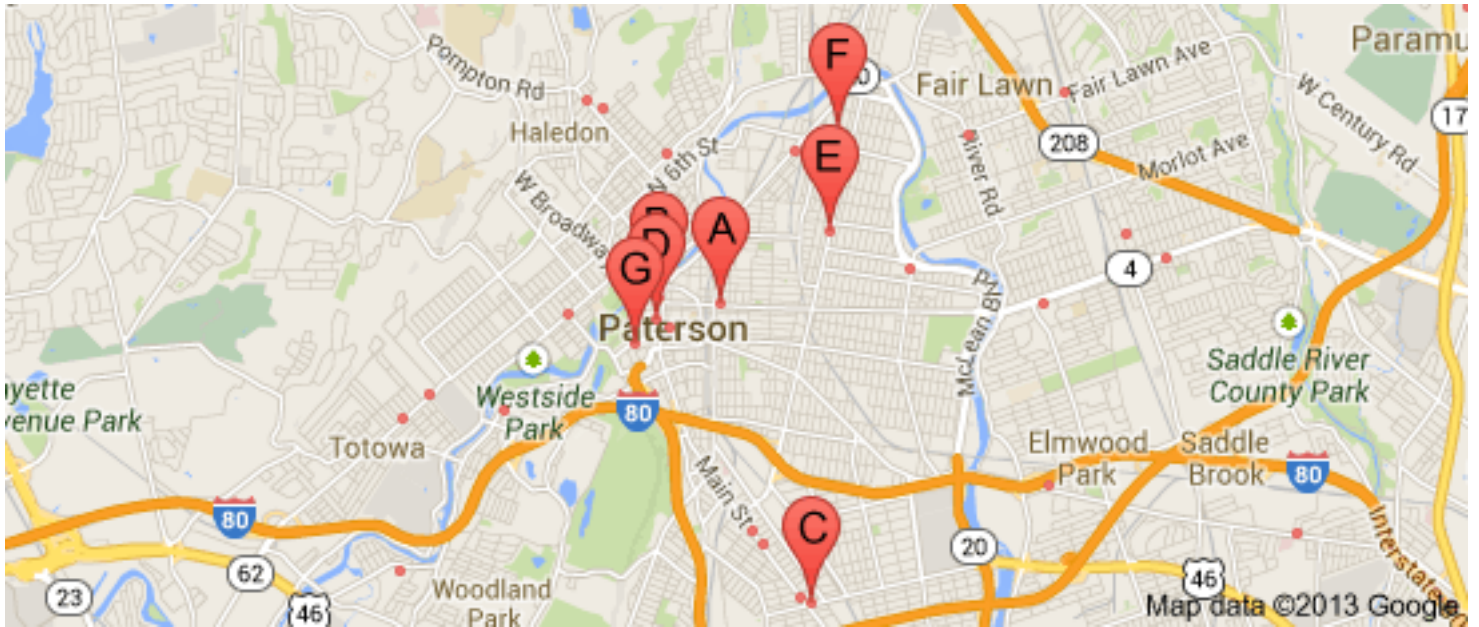 Paramu
F
Fair Lawn
Fair Lawn Ave
17
Pompton Rd
W Century Rd
Haledon
208
River Rd
Morlot Ave
E
N 6th St
W Broadway
A
D
G
4
McLean Blvd
Paterson
Saddle River
County Park
ayette
venue Park
Westside
Park
80
Totowa
Elmwood
Park
Saddle
Brook
80
Main St
80
C
20
Interstate
62
23
46
Woodland
Park
46
Map data ©2013 Google